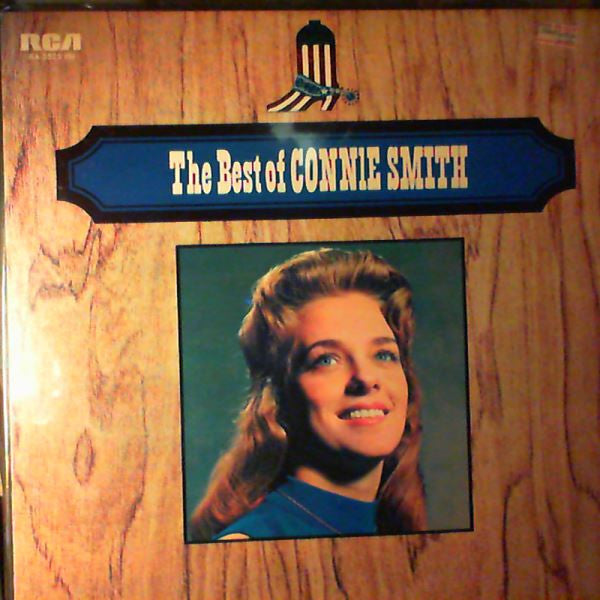 RCA
The Best of CONNIE SMITH